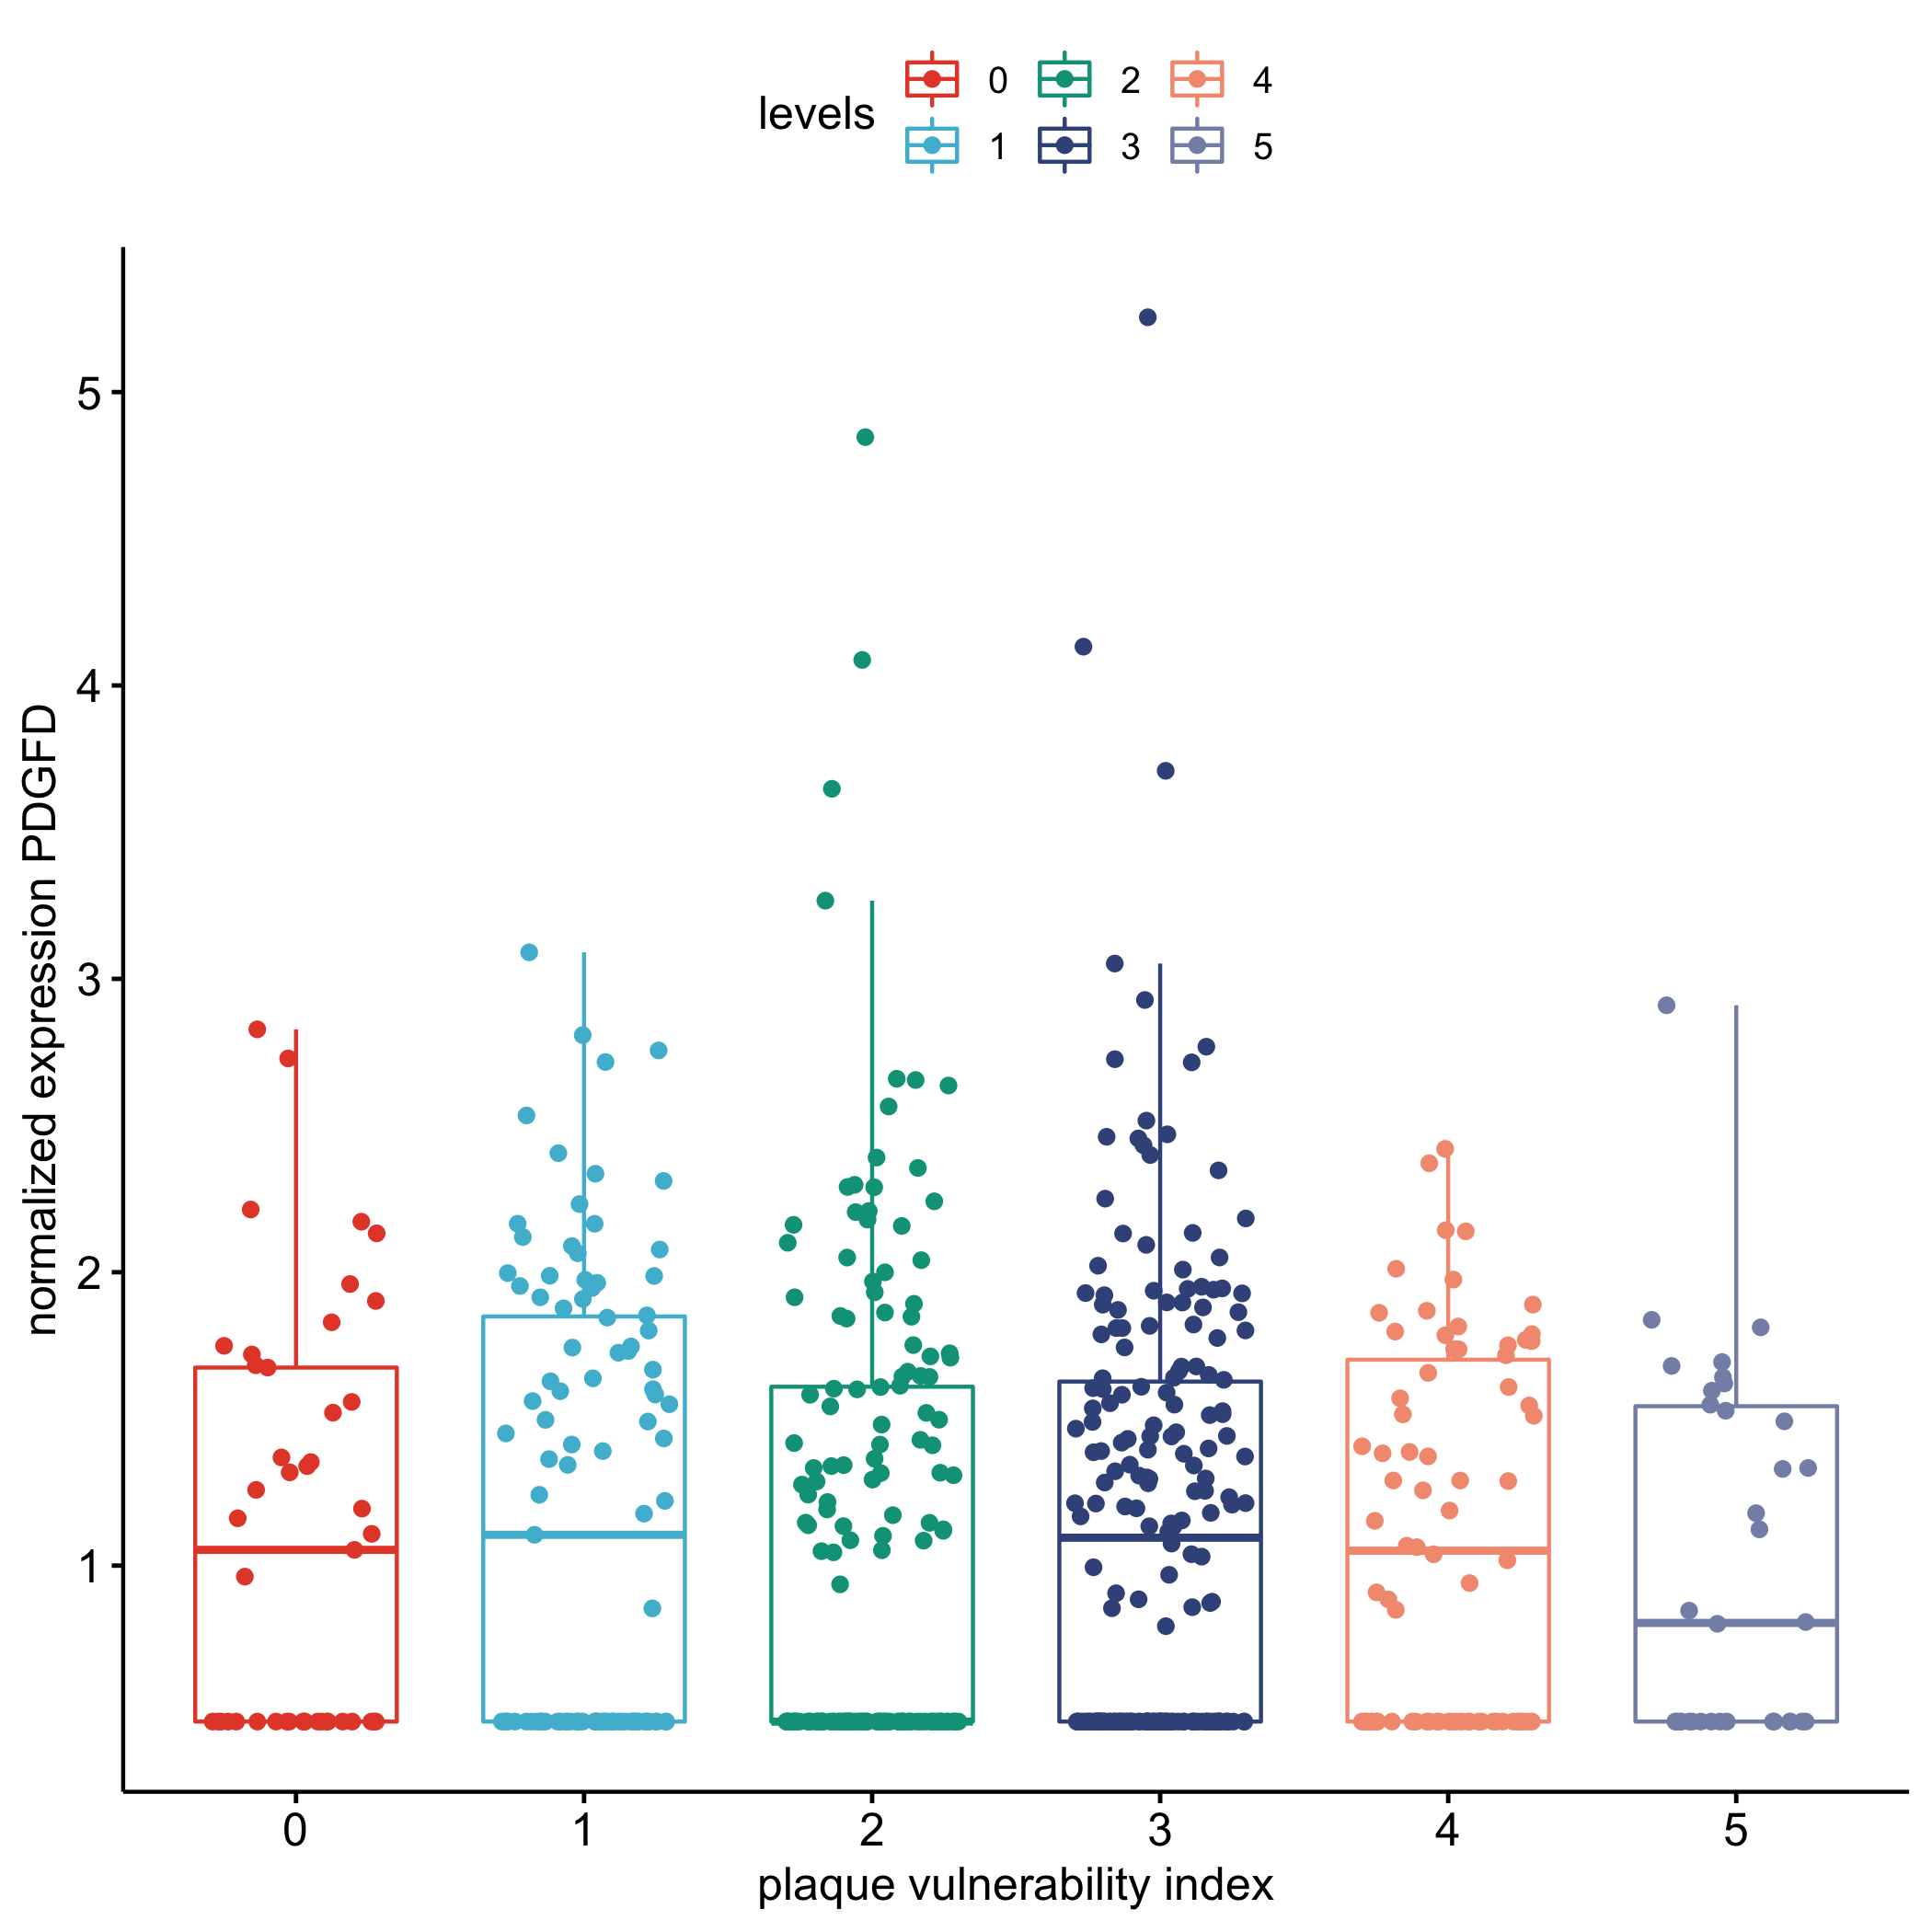 levels
0 2 4
1 3 5
normalized expression PDGFD
5
4
3
2
1
0 1 2 3 4 5
plaque vulnerability index